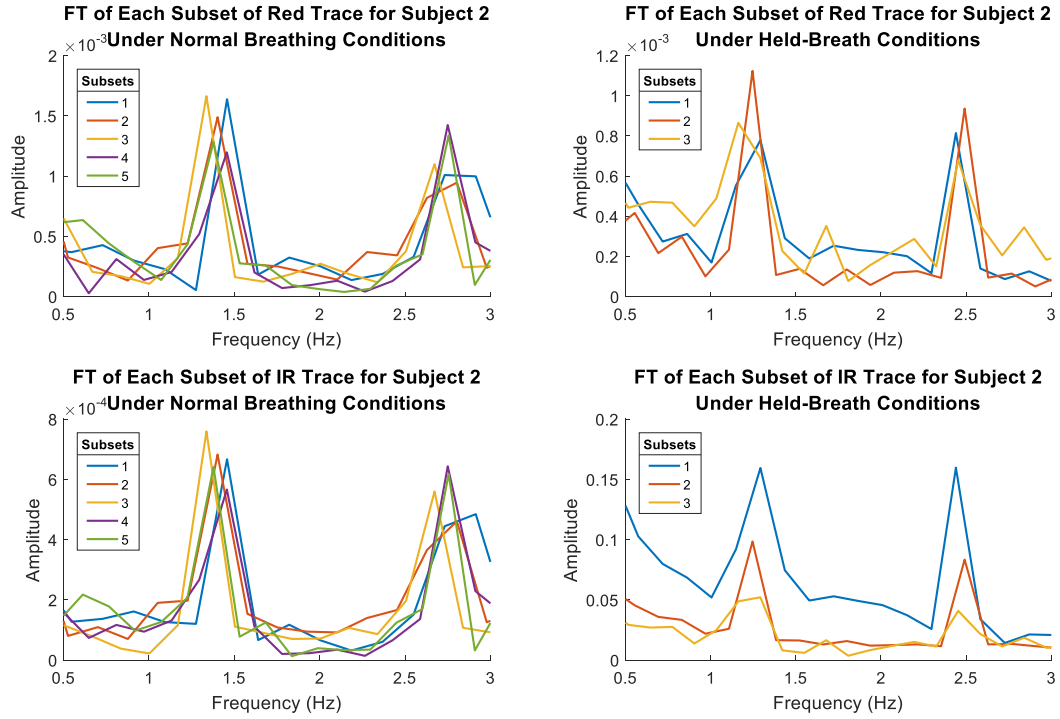 FT of Each Subset of Red Trace for Subject 2
×10-3 Under Normal Breathing Conditions
2
1.5
1
0.5
0
Amplitude
Subsets
1
2
3
4
5
0.5 1 1.5 2 2.5 3
Frequency (Hz)
FT of Each Subset of Red Trace for Subject 2
×10-3 Under Held-Breath Conditions
1.2
1
0.8
0.6
0.4
0.2
0
Amplitude
Subsets
1
2
3
0.5 1 1.5 2 2.5 3
Frequency (Hz)
FT of Each Subset of IR Trace for Subject 2
×10-4 Under Normal Breathing Conditions
8
6
4
2
0
Amplitude
Subsets
1
2
3
4
5
0.5 1 1.5 2 2.5 3
Frequency (Hz)
FT of Each Subset of IR Trace for Subject 2
Under Held-Breath Conditions
0.2
0.15
0.1
0.05
0
Amplitude
Subsets
1
2
3
0.5 1 1.5 2 2.5 3
Frequency (Hz)